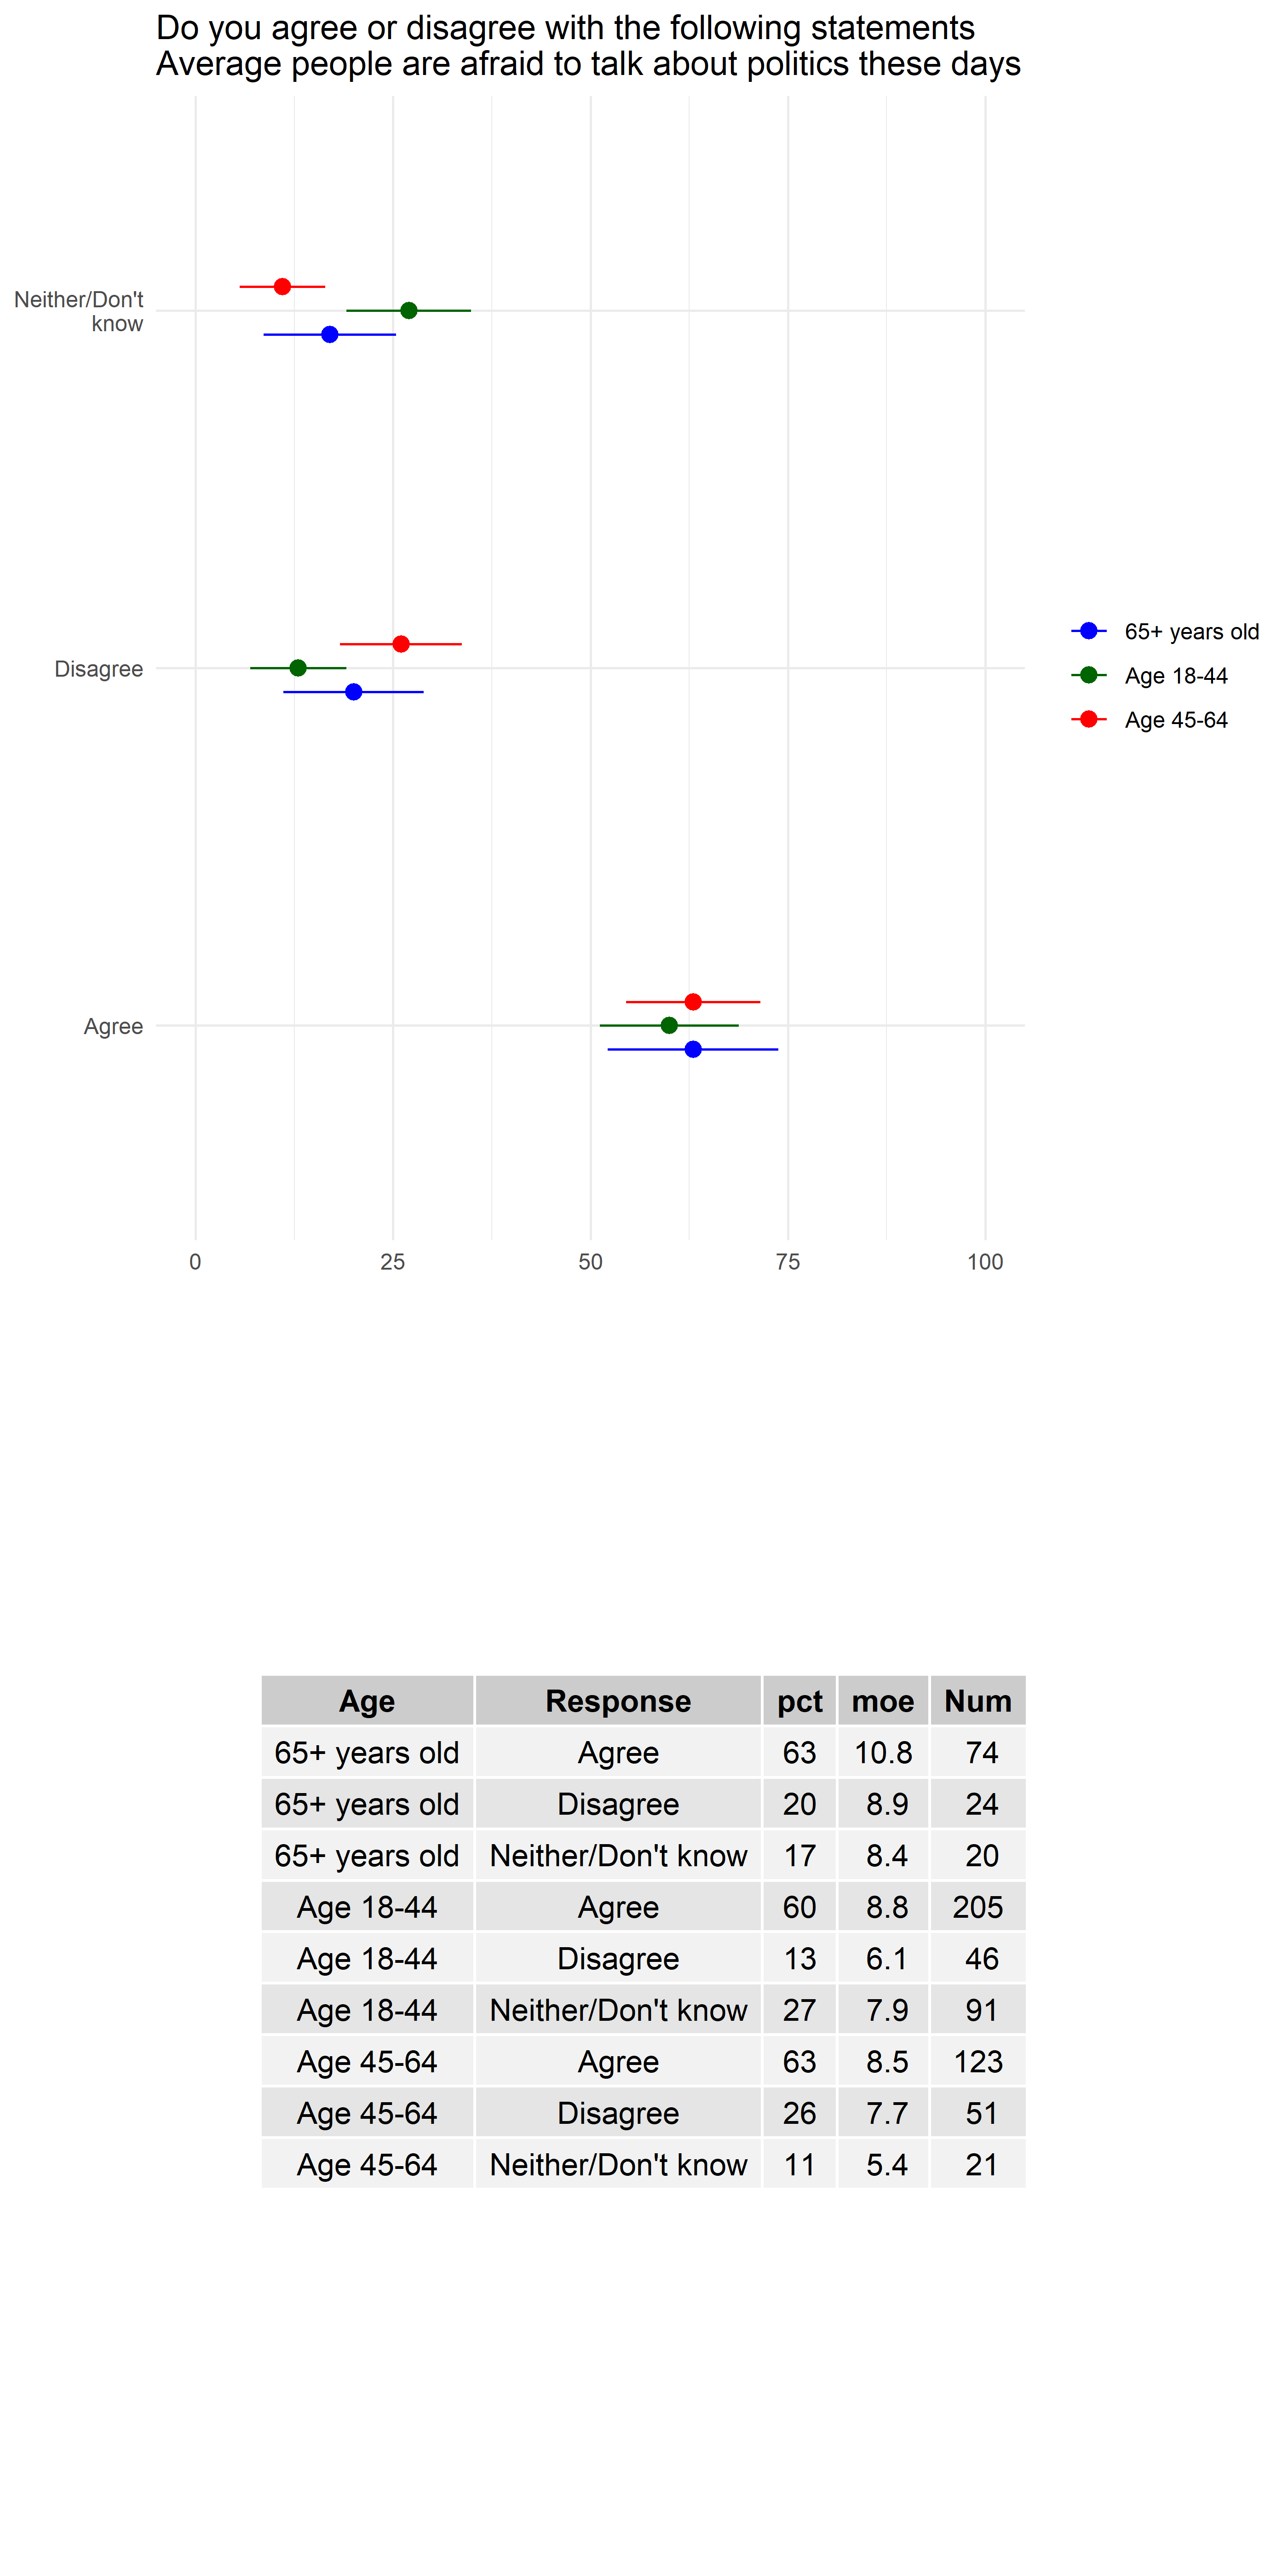 Do you agree or disagree with the following statements
Average people are afraid to talk about politics these days
Neither/Don't
know
Disagree
Agree
0 25 50 75 100
65+ years old
Age 18-44
Age 45-64
Age Response pct moe Num
65+ years old Agree 63 10.8 74
65+ years old Disagree 20 8.9 24
65+ years old Neither/Don't know 17 8.4 20
Age 18-44 Agree 60 8.8 205
Age 18-44 Disagree 13 6.1 46
Age 18-44 Neither/Don't know 27 7.9 91
Age 45-64 Agree 63 8.5 123
Age 45-64 Disagree 26 7.7 51
Age 45-64 Neither/Don't know 11 5.4 21